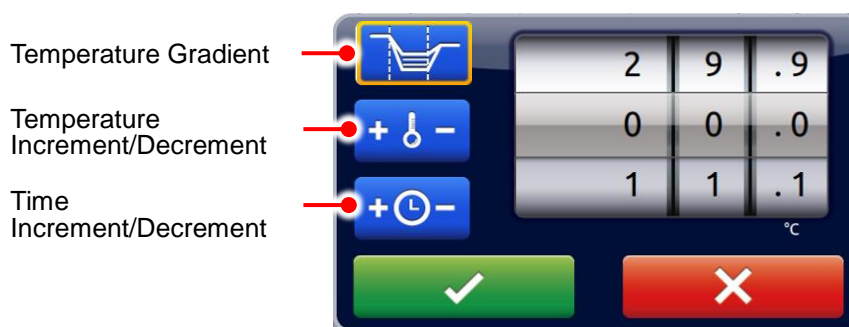 Temperature Gradient
2 9 .9
Temperature
Increment/Decrement
+ -
0 0 .0
Time
Increment/Decrement
+ -
1 1 .1
°C